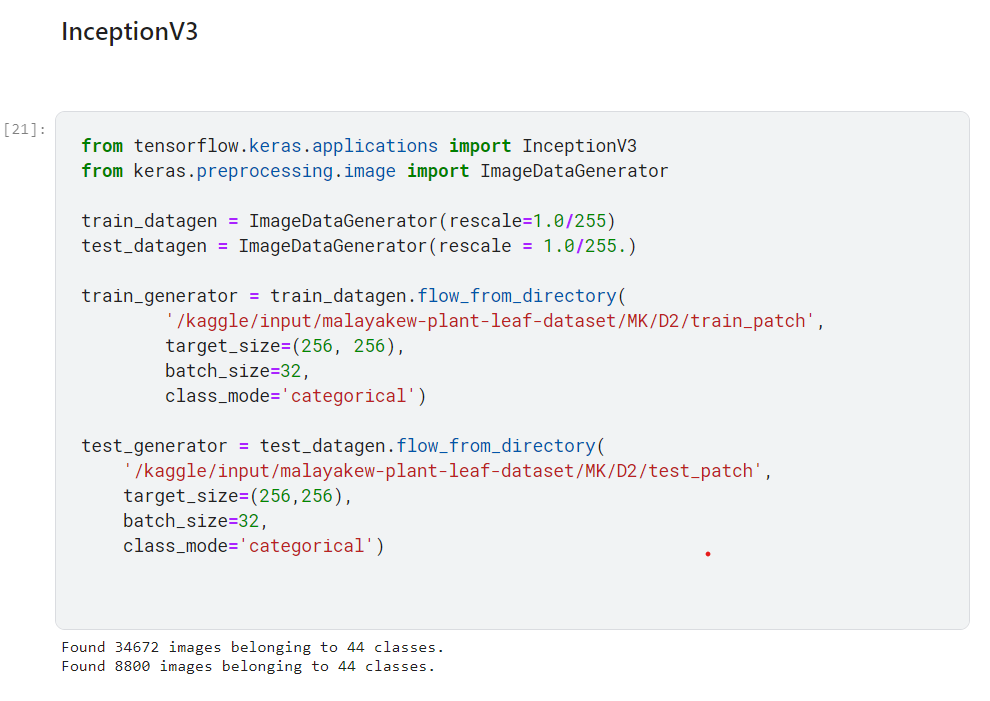 InceptionV3
[21]:
from tensorflow.keras.applications import InceptionV3
from keras.preprocessing.image import ImageDataGenerator
train_datagen = ImageDataGenerator(rescale=1.0/255)
test_datagen = ImageDataGenerator(rescale = 1.0/255.)
train_generator = train_datagen.flow_from_directory(
        '/kaggle/input/malayakew-plant-leaf-dataset/MK/D2/train_patch',
        target_size=(256, 256),
        batch_size=32,
        class_mode='categorical')
test_generator = test_datagen.flow_from_directory(
    '/kaggle/input/malayakew-plant-leaf-dataset/MK/D2/test_patch',
    target_size=(256,256),
    batch_size=32,
    class_mode='categorical')
Found 34672 images belonging to 44 classes.
Found 8800 images belonging to 44 classes.